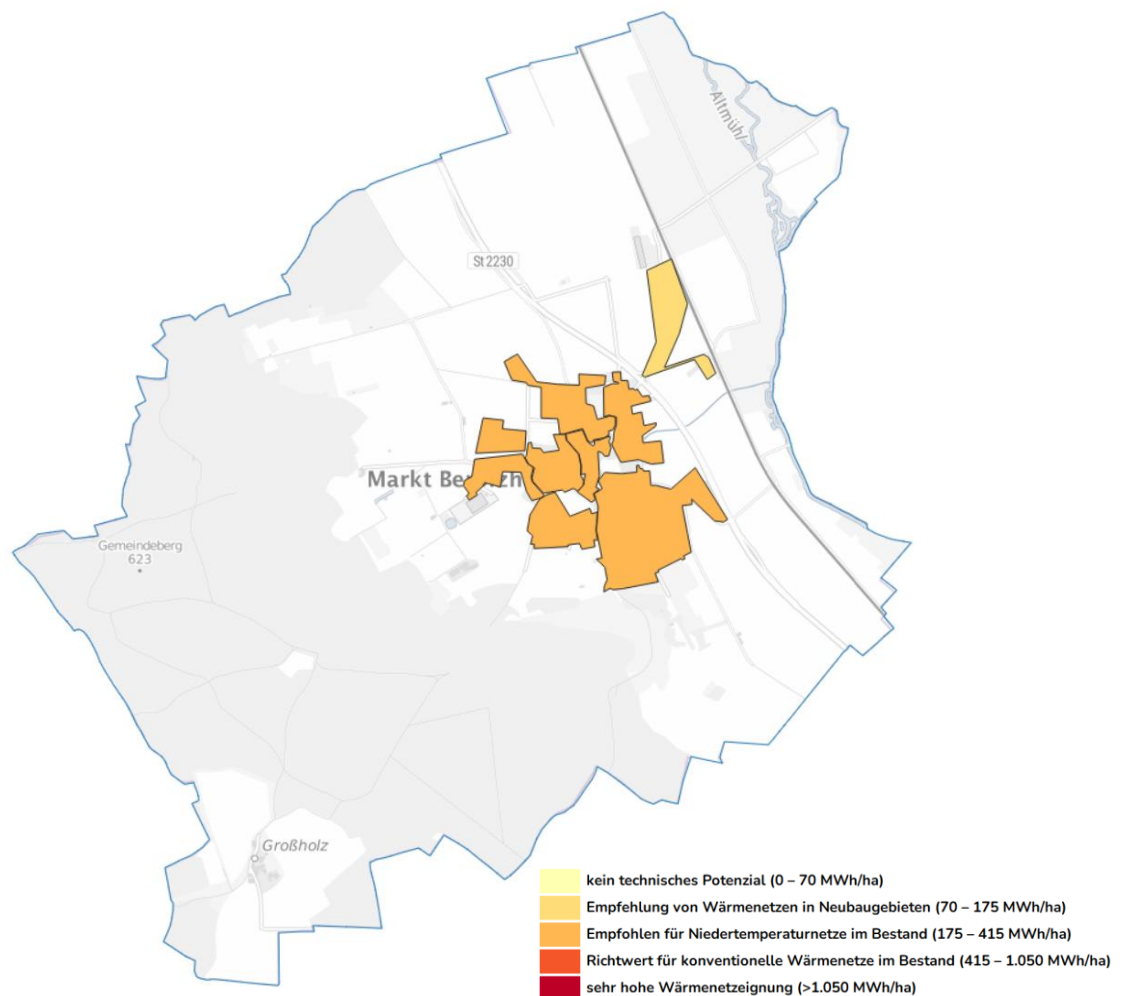 Altmühl
St 2230
Markt Be
Gemeindeberg
623
Großholz
kein technisches Potenzial (0 – 70 MWh/ha)
Empfehlung von Wärmenetzen in Neubaugebieten (70 – 175 MWh/ha)
Empfohlen für Niedertemperaturnetze im Bestand (175 – 415 MWh/ha)
Richtwert für konventionelle Wärmenetze im Bestand (415 – 1.050 MWh/ha)
sehr hohe Wärmenetzeignung (>1.050 MWh/ha)